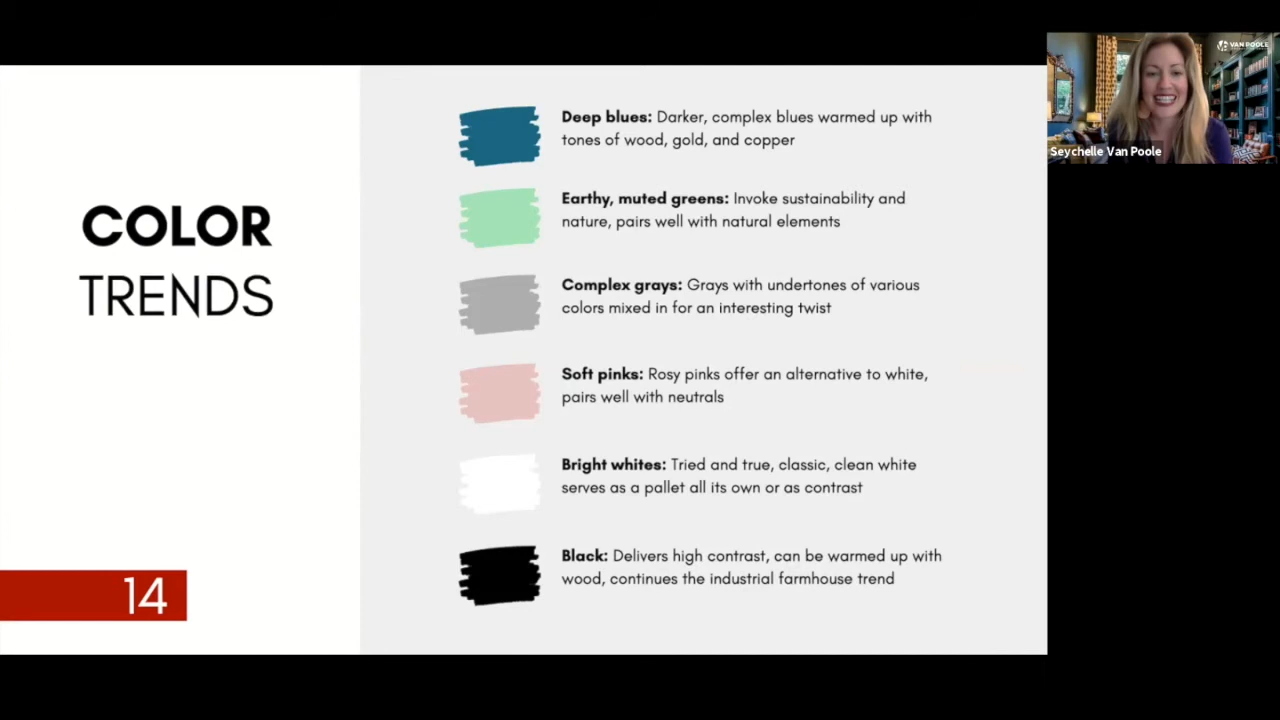 COLOR
TRENDS
14
Deep blues: Darker, complex blues warmed up with
tones of wood, gold, and copper
Earthy, muted greens: Invoke sustainability and
nature, pairs well with natural elements
Complex grays: Grays with undertones of various
colors mixed in for an interesting twist
Soft pinks: Rosy pinks offer an alternative to white,
pairs well with neutrals
Bright whites: Tried and true, classic, clean white
serves as a pallet all its own or as contrast
Black: Delivers high contrast, can be warmed up with
wood, continues the industrial farmhouse trend
VAN POOLE
Seychelle Van Poole